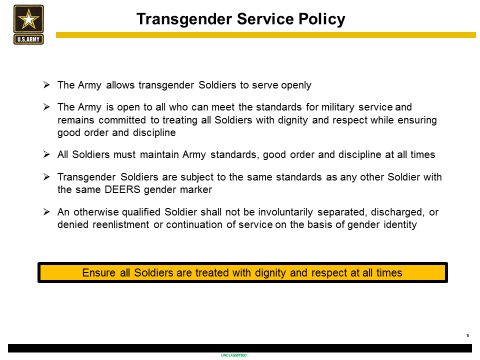 Transgender Service Policy
U.S.ARMY
➢ The Army allows transgender Soldiers to serve openly
➢ The Army is open to all who can meet the standards for military service and
remains committed to treating all Soldiers with dignity and respect while ensuring
good order and discipline
➢ All Soldiers must maintain Army standards, good order and discipline at all times
➢ Transgender Soldiers are subject to the same standards as any other Soldier with
the same DEERS gender marker
➢ An otherwise qualified Soldier shall not be involuntarily separated, discharged, or
denied reenlistment or continuation of service on the basis of gender identity
Ensure all Soldiers are treated with dignity and respect at all times
UNCLASSIFIED